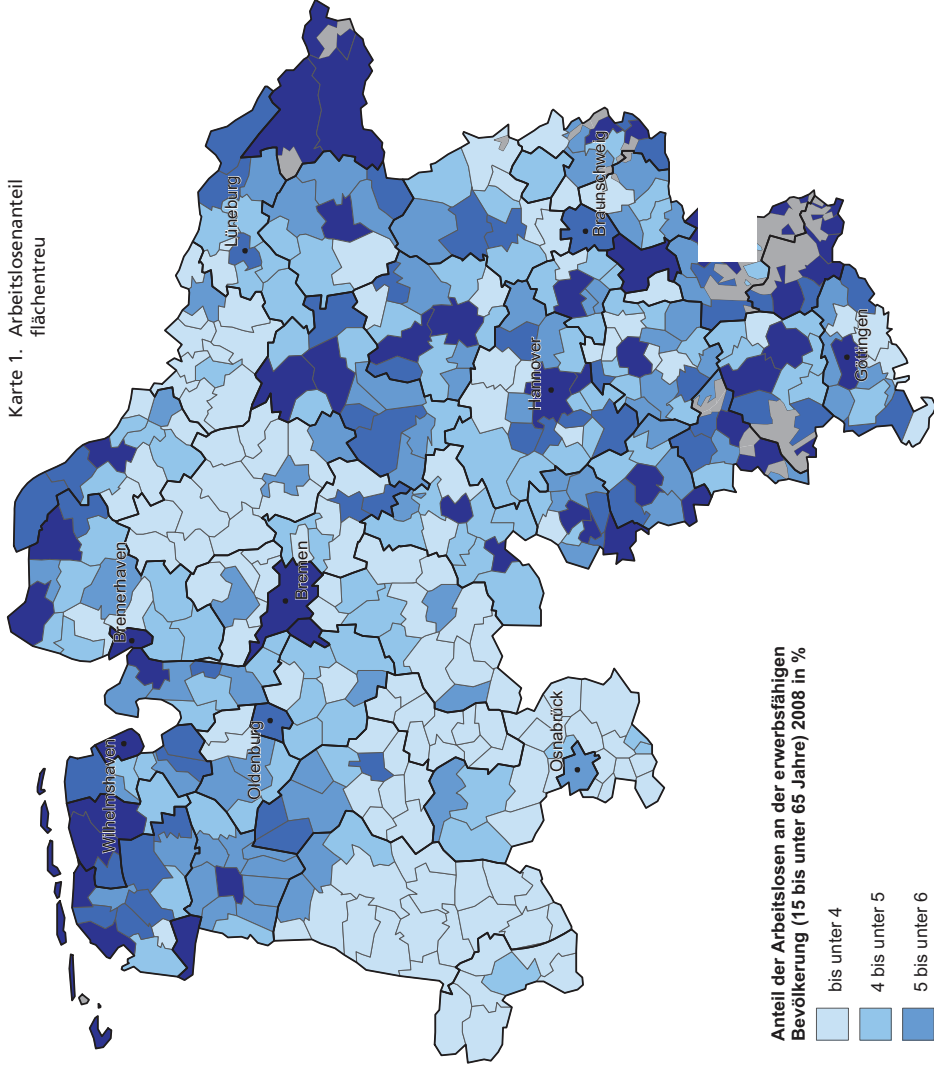 Karte 1. Arbeitslosenanteil
flächentreu
Lüneburg
Bremerhaven
Wilhelmshaven
Bremen
Oldenburg
Hannover
Braunschweig
Osnabrück
Göttingen
Anteil der Arbeitslosen an der erwerbsfähigen
Bevölkerung (15 bis unter 65 Jahre) 2008 in %
bis unter 4
4 bis unter 5
5 bis unter 6